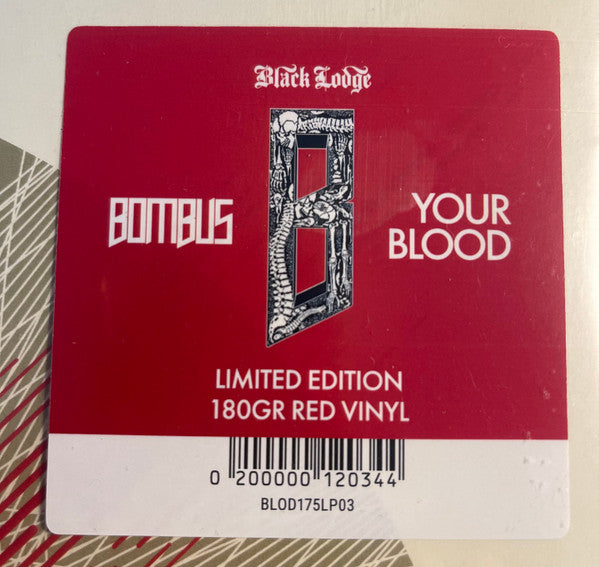 Black Lodge
BOMBUS
YOUR
BLOOD
LIMITED EDITION
180GR RED VINYL
0 200000 120344
BLOD175LP03